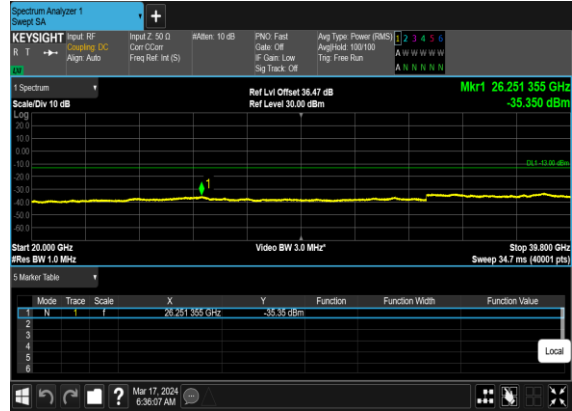 Spectrum Analyzer 1
Swept SA
+
KEYSIGHT Input: RF Input Z: 50 Ω #Atten: 10 dB PNO: Fast Avg Type: Power (RMS) 1 2 3 4 5 6
R T Coupling: DC Corr CCorr Gate: Off Avg|Hold: 100/100 A W W W W W
Align: Auto Freq Ref: Int (S) IF Gain: Low Trig: Free Run
LW Sig Track: Off A N N N N N
1 Spectrum Ref Lvl Offset 36.47 dB Mkr1 26.251 355 GHz
Scale/Div 10 dB Ref Level 30.00 dBm -35.350 dBm
Log
20.0
10.0
0.00
-10.0 DL1 -13.00 dBm
-20.0
-30.0 1
-40.0
-50.0
-60.0
Start 20.000 GHz Video BW 3.0 MHz* Stop 39.800 GHz
#Res BW 1.0 MHz Sweep 34.7 ms (40001 pts)
5 Marker Table
Mode Trace Scale X Y Function Function Width Function Value
1 N 1 f 26.251 355 GHz -35.35 dBm
2
3
4
5
6
Local
? Mar 17, 2024
6:36:07 AM